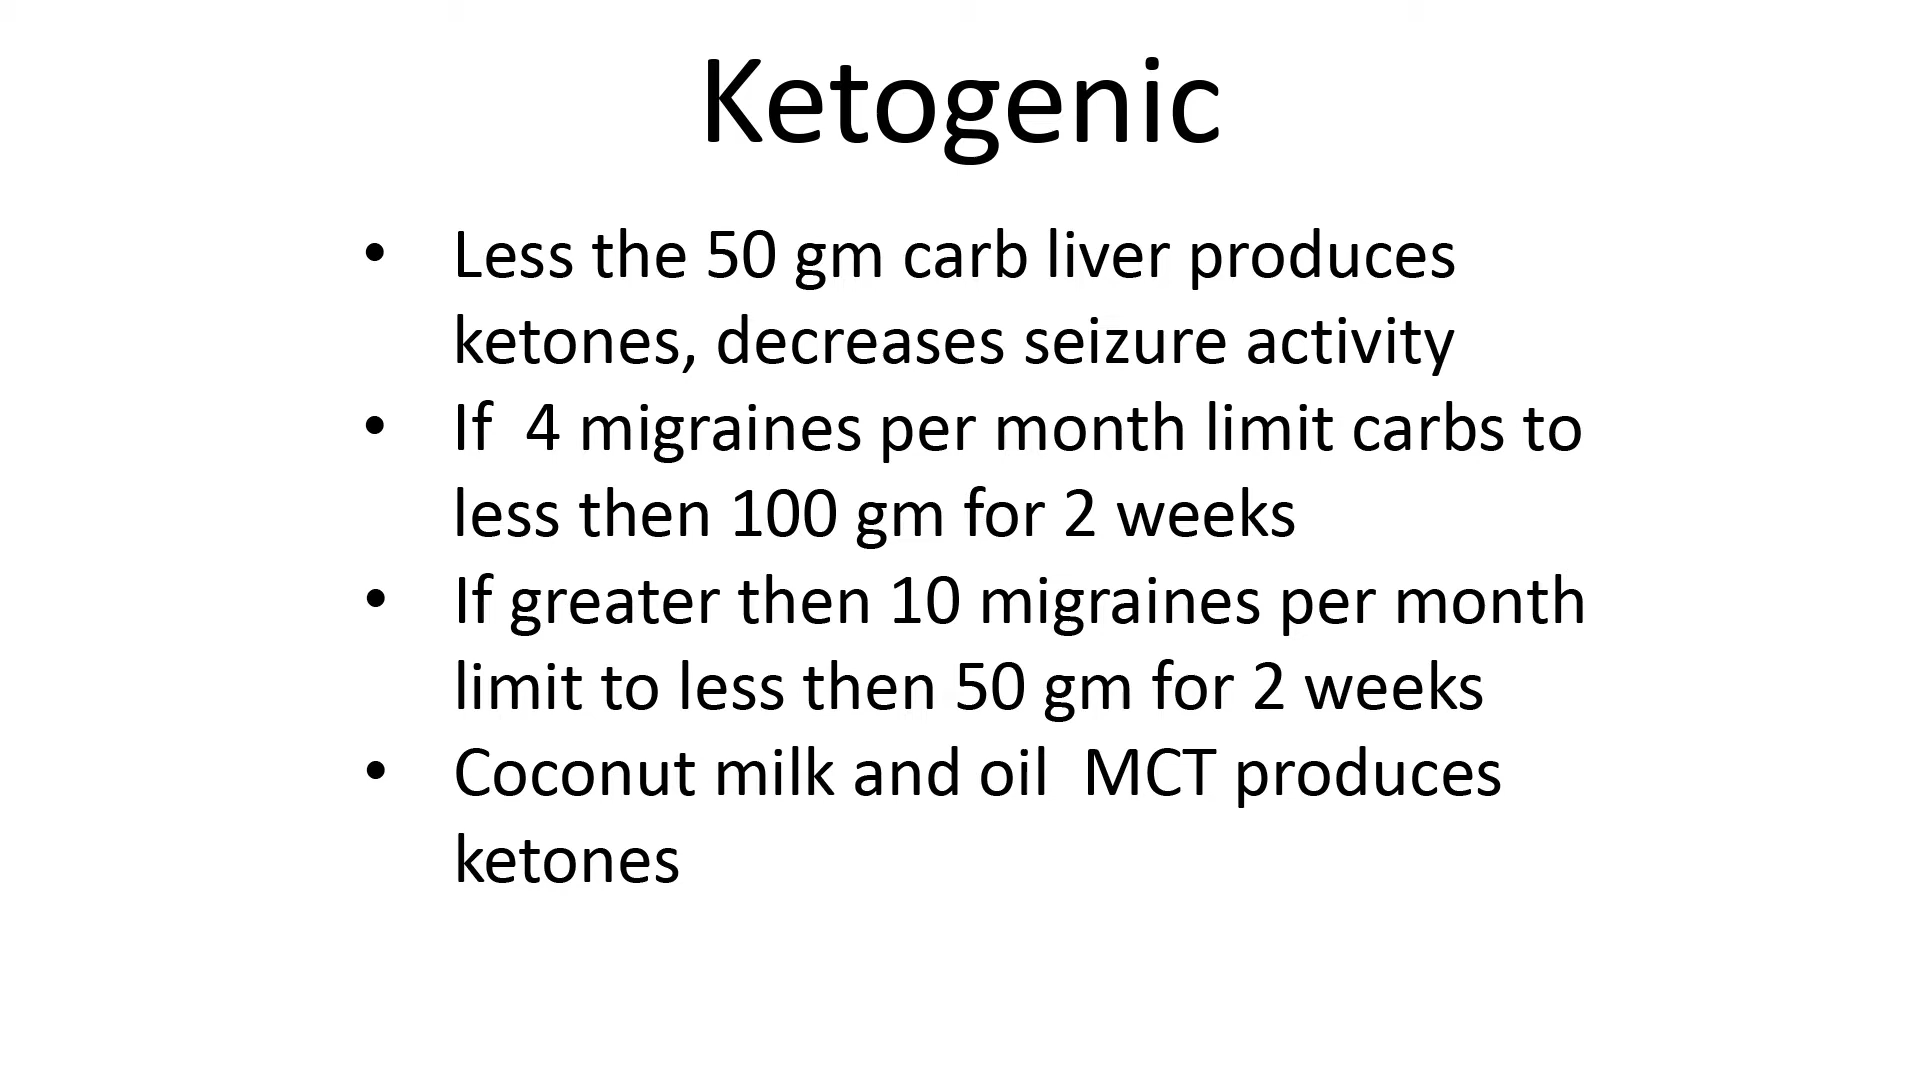 Ketogenic
• Less the 50 gm carb liver produces
ketones, decreases seizure activity
• If  4 migraines per month limit carbs to
less then 100 gm for 2 weeks
• If greater then 10 migraines per month
limit to less then 50 gm for 2 weeks
• Coconut milk and oil  MCT produces
ketones